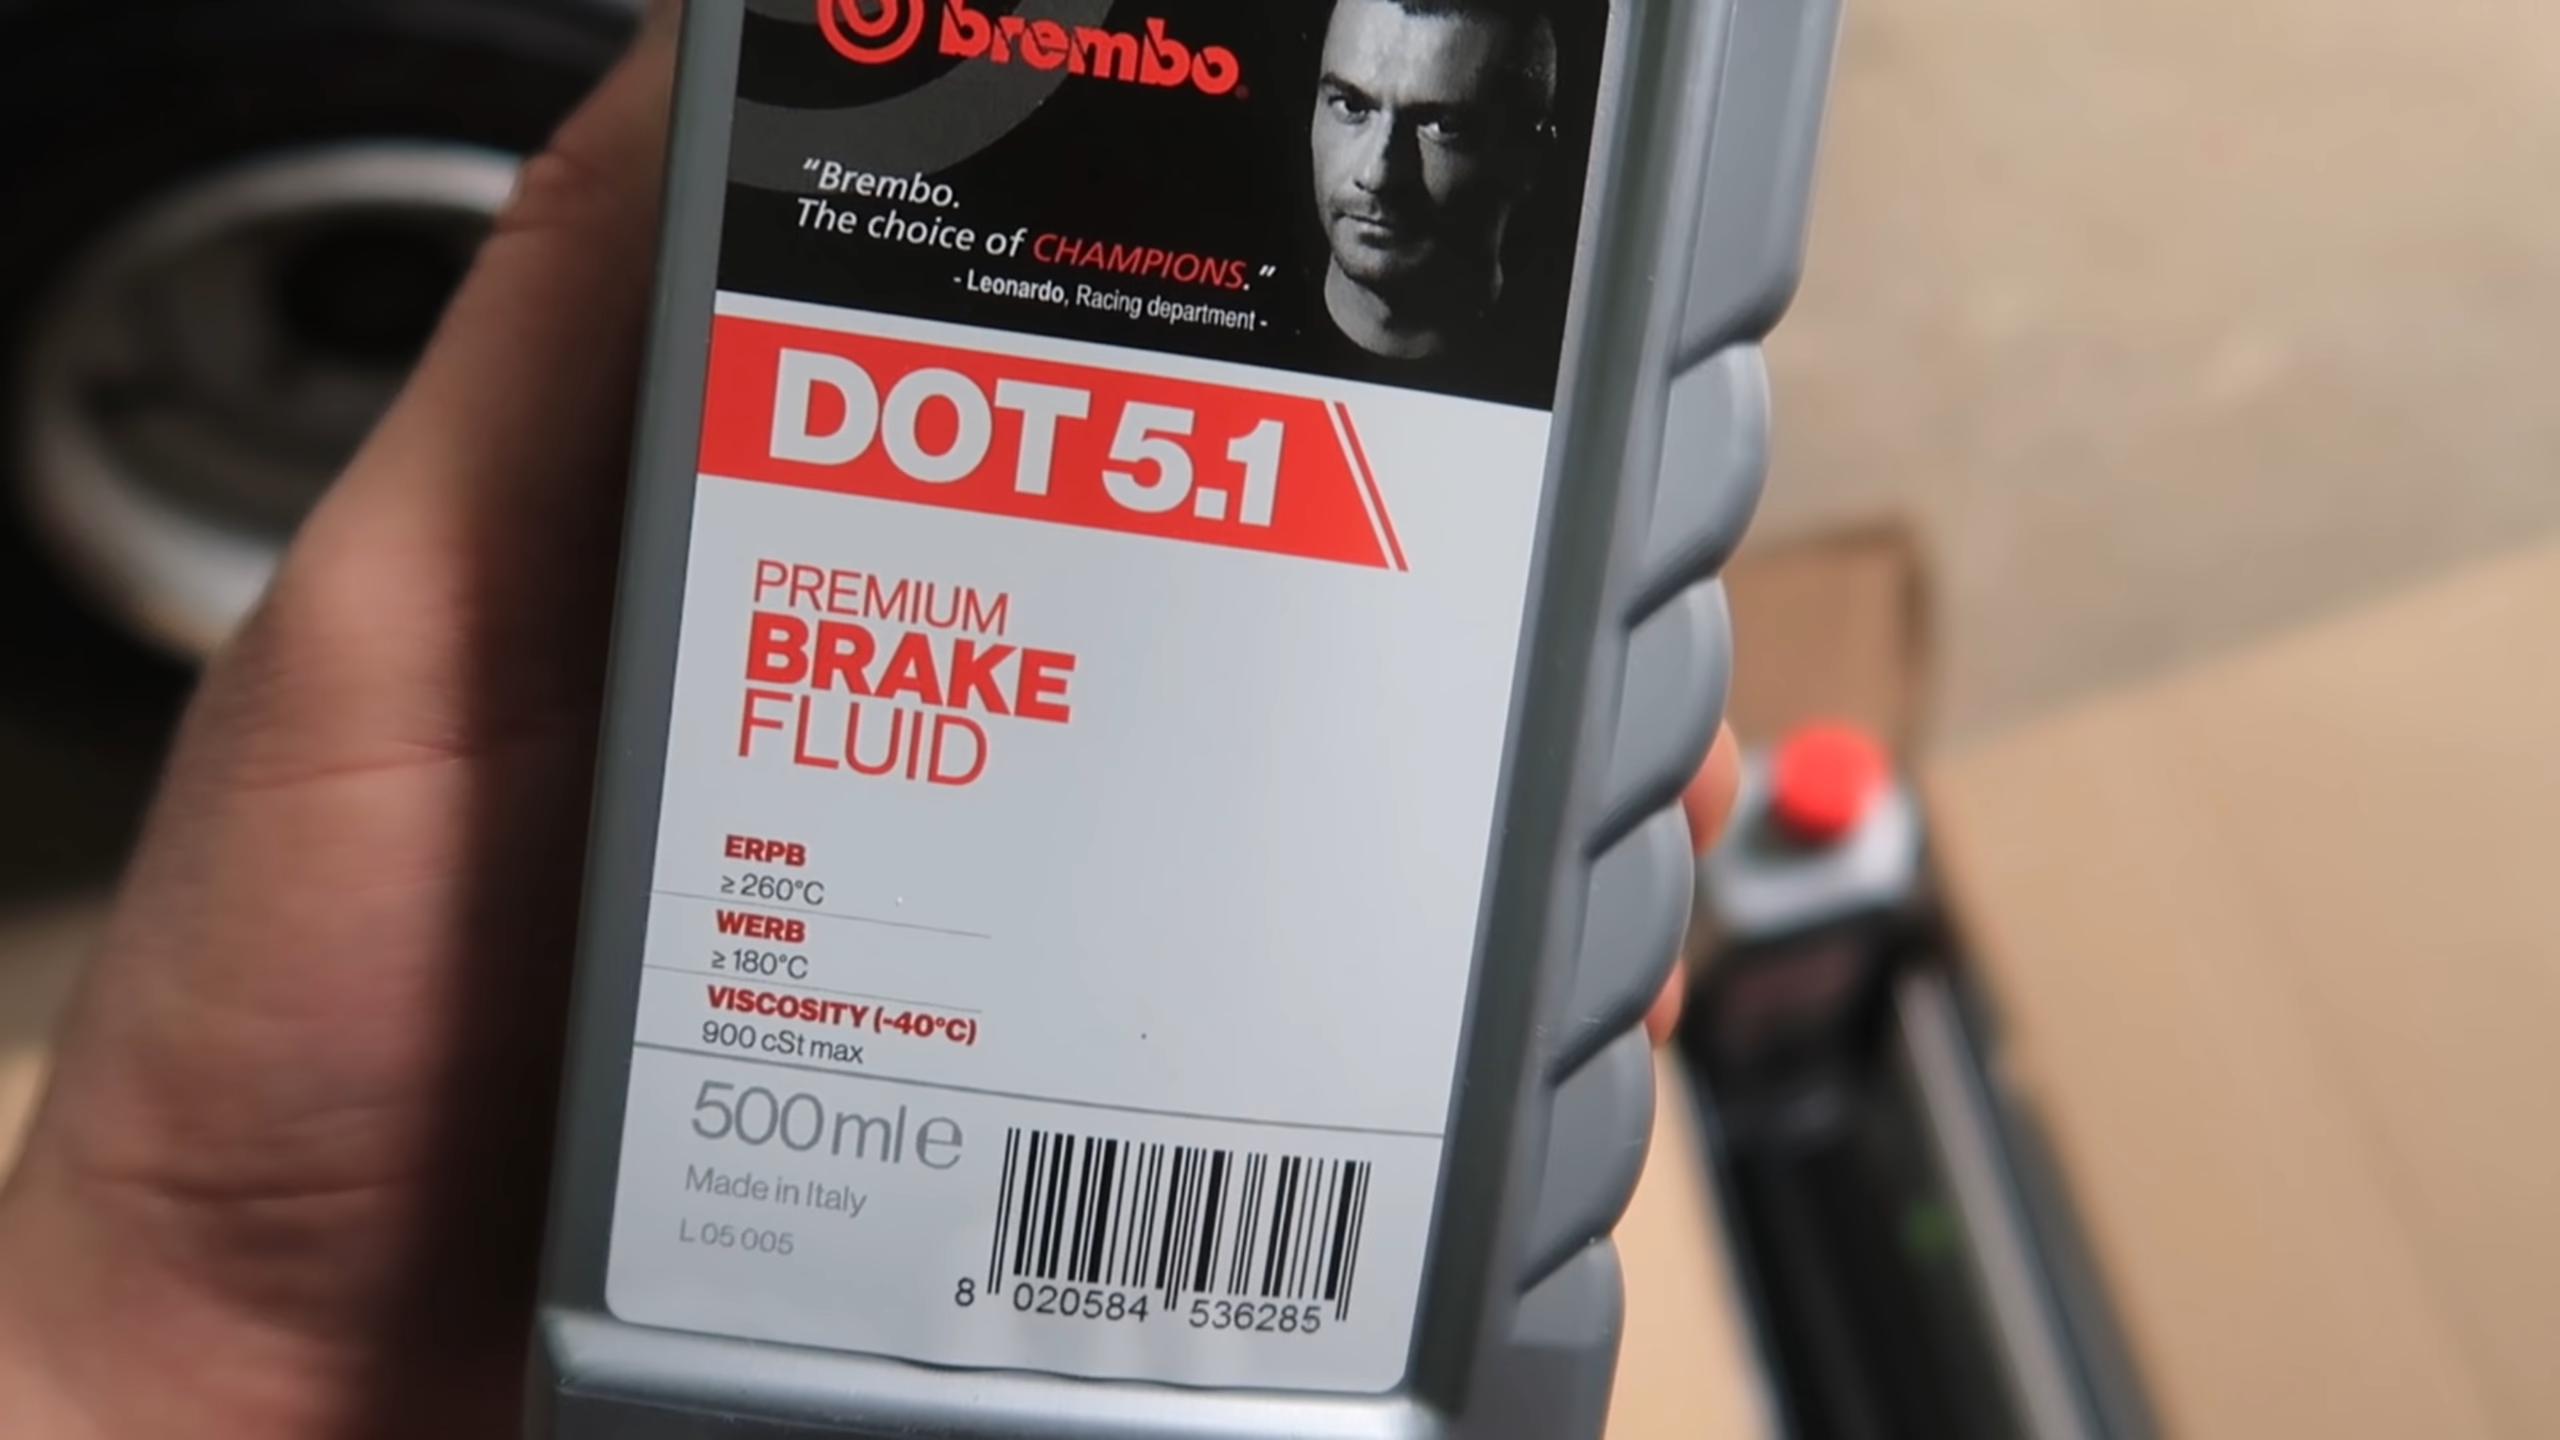 brembo
“Brembo.
The choice of CHAMPIONS.”
- Leonardo, Racing department -
DOT 5.1
PREMIUM
BRAKE
FLUID
ERPB
≥ 260°C
WERB
≥ 180°C
VISCOSITY (-40°C)
900 cSt max
500 ml e
Made in Italy
L 05 005
8 020584 536285